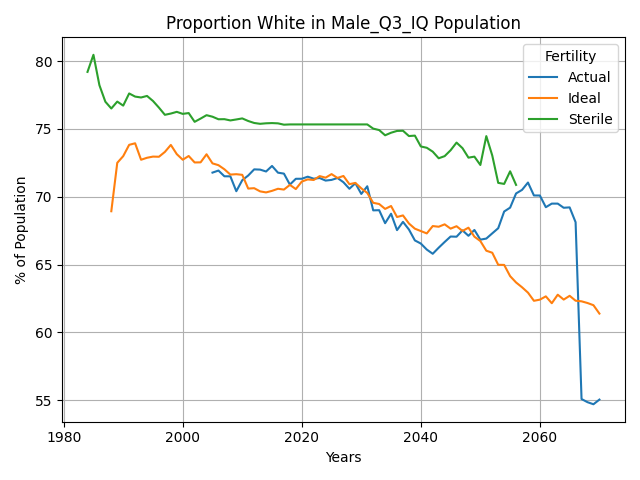 Proportion White in Male_Q3_IQ Population
% of Population
80
75
70
65
60
55
Fertility
Actual
Ideal
Sterile
1980
2000
2020
2040
2060
Years